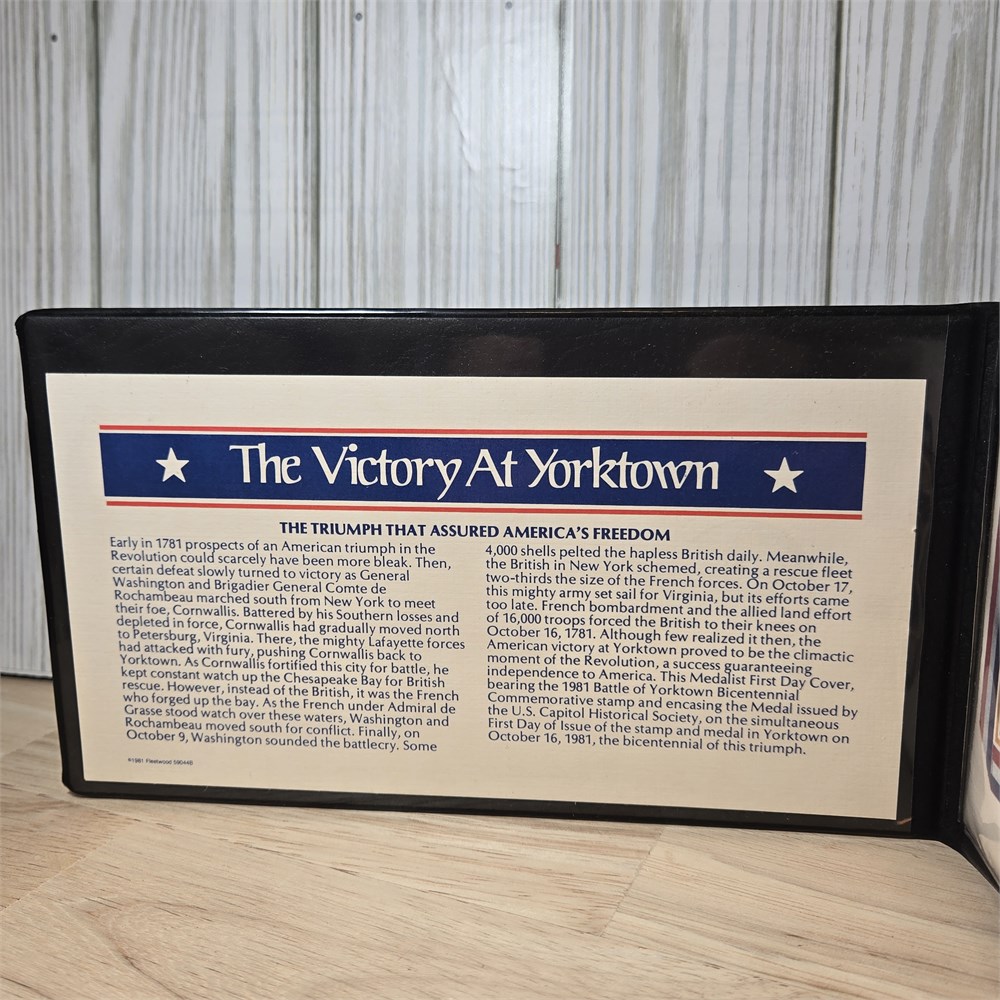 The Victory At Yorktown
THE TRIUMPH THAT ASSURED AMERICA'S FREEDOM
Early in 1781 prospects of an American triumph in the
Revolution could scarcely have been more bleak. Then,
certain defeat slowly turned to victory as General
Washington and Brigadier General Comte de
Rochambeau marched south from New York to meet
their foe, Cornwallis. Battered by his Southern losses and
depleted in force, Cornwallis had gradually moved north
to Petersburg, Virginia. There, the mighty Lafayette forces
had attacked with fury, pushing Cornwallis back to
Yorktown. As Cornwallis fortified this city for battle, he
kept constant watch up the Chesapeake Bay for British
rescue. However, instead of the British, it was the French
who forged up the bay. As the French under Admiral de
Grasse stood watch over these waters, Washington and
Rochambeau moved south for conflict. Finally, on
October 9, Washington sounded the battlecry. Some
4,000 shells pelted the hapless British daily. Meanwhile,
the British in New York schemed, creating a rescue fleet
two-thirds the size of the French forces. On October 17,
this mighty army set sail for Virginia, but its efforts came
too late. French bombardment and the allied land effort
of 16,000 troops forced the British to their knees on
October 16, 1781. Although few realized it then, the
American victory at Yorktown proved to be the climactic
moment of the Revolution, a success guaranteeing
independence to America. This Medalist First Day Cover,
bearing the 1981 Battle of Yorktown Bicentennial
Commemorative stamp and encasing the Medal issued by
the U.S. Capitol Historical Society, on the simultaneous
First Day of Issue of the stamp and medal in Yorktown on
October 16, 1981, the bicentennial of this triumph.
©1981 Fleetwood 59044B